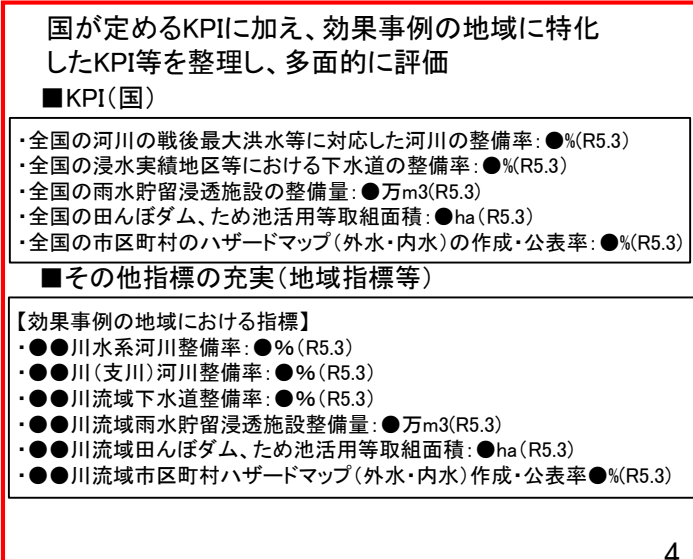 国が定めるKPIに加え、効果事例の地域に特化
したKPI等を整理し、多面的に評価
■KPI(国)
・全国の河川の戦後最大洪水等に対応した河川の整備率:●%(R5.3)
・全国の浸水実績地区等における下水道の整備率:●%(R5.3)
・全国の雨水貯留浸透施設の整備量:●万m3(R5.3)
・全国の田んぼダム、ため池活用等取組面積:●ha(R5.3)
・全国の市区町村のハザードマップ(外水・内水)の作成・公表率:●%(R5.3)
■その他指標の充実(地域指標等)
【効果事例の地域における指標】
・●●川水系河川整備率:●%(R5.3)
・●●川(支川)河川整備率:●%(R5.3)
・●●川流域下水道整備率:●%(R5.3)
・●●川流域雨水貯留浸透施設整備量:●万m3(R5.3)
・●●川流域田んぼダム、ため池活用等取組面積:●ha(R5.3)
・●●川流域市区町村ハザードマップ(外水・内水)作成・公表率●%(R5.3)
4